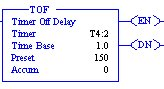 TOF
Timer Off Delay
Timer T4:2
Time Base 1.0
Preset 150
Accum 0
EN
DN